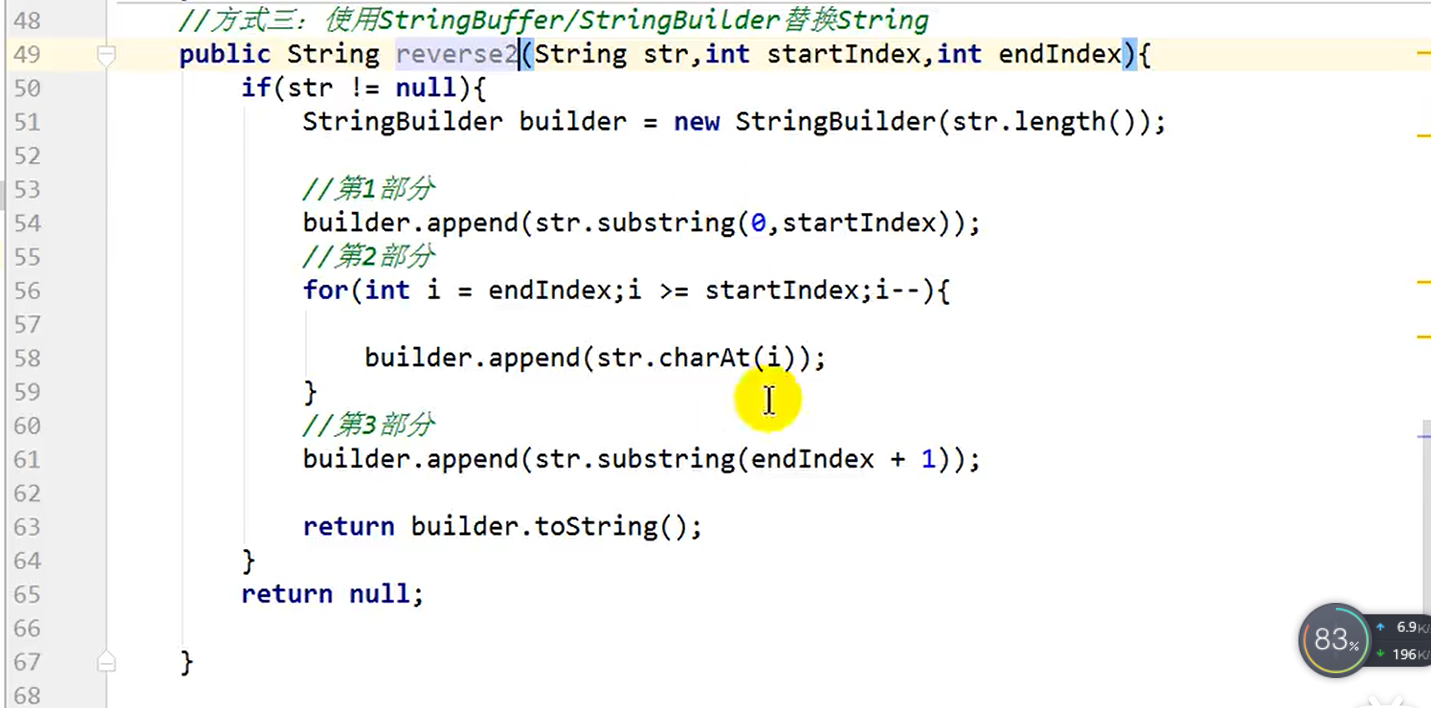 48 //方式三：使用StringBuffer/StringBuilder替换String
49 public String reverse2(String str,int startIndex,int endIndex){
50 if(str != null){
51 StringBuilder builder = new StringBuilder(str.length());
52
53 //第1部分
54 builder.append(str.substring(0,startIndex));
55 //第2部分
56 for(int i = endIndex;i >= startIndex;i--){
57
58 builder.append(str.charAt(i));
59 }
60 //第3部分
61 builder.append(str.substring(endIndex + 1));
62
63 return builder.toString();
64 }
65 return null;
66
67 }
68
83%
6.9K/
196K/